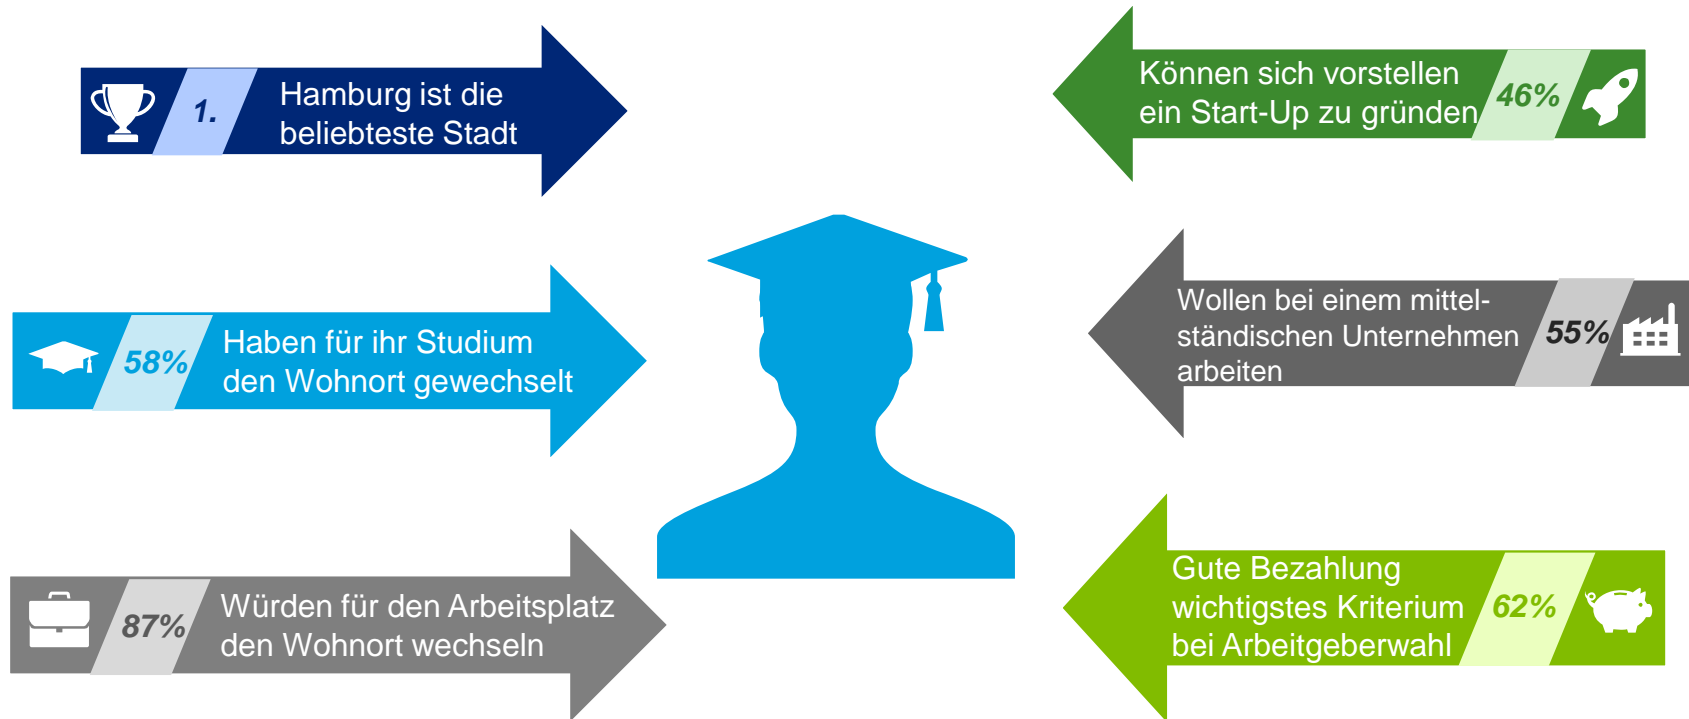 1.
Hamburg ist die
beliebteste Stadt
58%
Haben für ihr Studium
den Wohnort gewechselt
87%
Würden für den Arbeitsplatz
den Wohnort wechseln
Können sich vorstellen
ein Start-Up zu gründen
46%
Wollen bei einem mittel-
ständischen Unternehmen
arbeiten
55%
Gute Bezahlung
wichtigstes Kriterium
bei Arbeitgeberwahl
62%